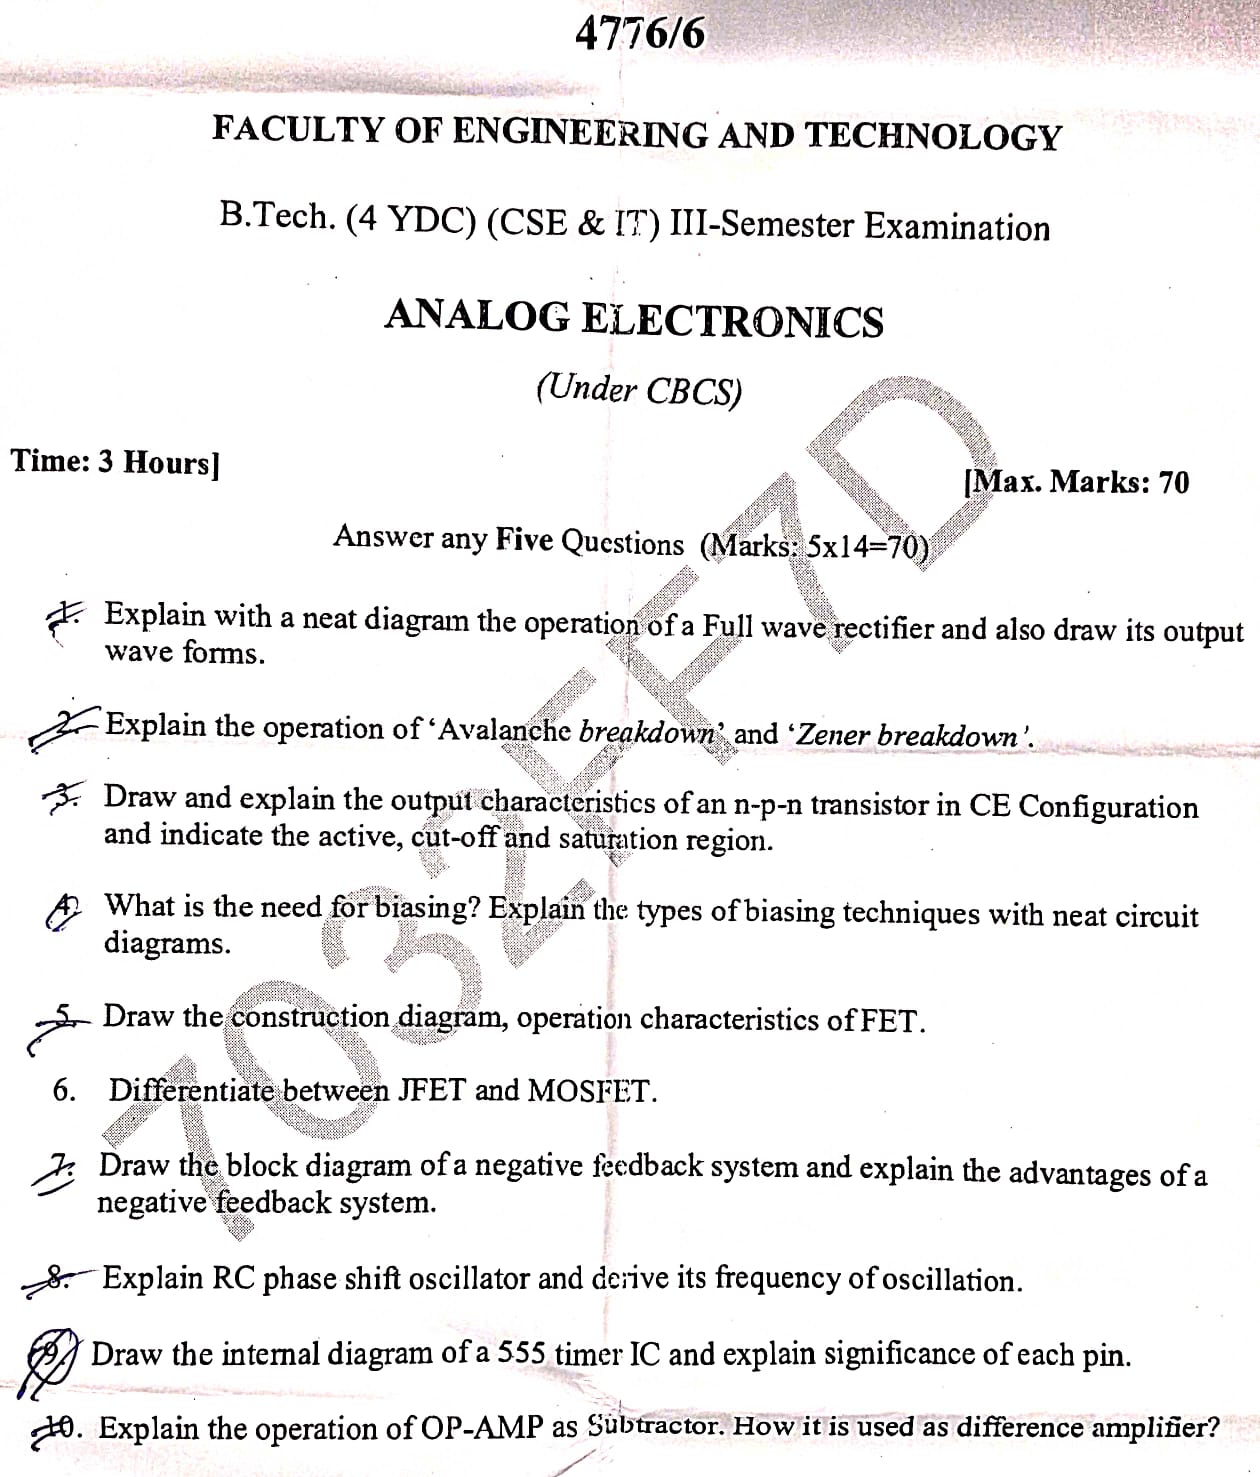 4776/6
FACULTY OF ENGINEERING AND TECHNOLOGY
B.Tech. (4 YDC) (CSE & IT) III-Semester Examination
ANALOG ELECTRONICS
(Under CBCS)
Time: 3 Hours]
[Max. Marks: 70
Answer any Five Questions (Marks: 5x14=70)
1. Explain with a neat diagram the operation of a Full wave rectifier and also draw its output
wave forms.
2. Explain the operation of ‘Avalanche breakdown’ and ‘Zener breakdown’.
3. Draw and explain the output characteristics of an n-p-n transistor in CE Configuration
and indicate the active, cut-off and saturation region.
4. What is the need for biasing? Explain the types of biasing techniques with neat circuit
diagrams.
5. Draw the construction diagram, operation characteristics of FET.
6. Differentiate between JFET and MOSFET.
7. Draw the block diagram of a negative feedback system and explain the advantages of a
negative feedback system.
8. Explain RC phase shift oscillator and derive its frequency of oscillation.
9. Draw the internal diagram of a 555 timer IC and explain significance of each pin.
10. Explain the operation of OP-AMP as Subtractor. How it is used as difference amplifier?
7032FF7D